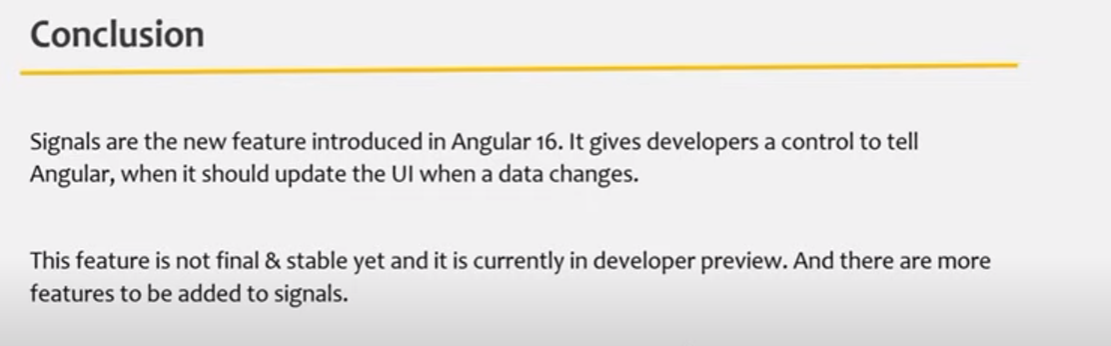 Conclusion
Signals are the new feature introduced in Angular 16. It gives developers a control to tell
Angular, when it should update the UI when a data changes.
This feature is not final & stable yet and it is currently in developer preview. And there are more
features to be added to signals.